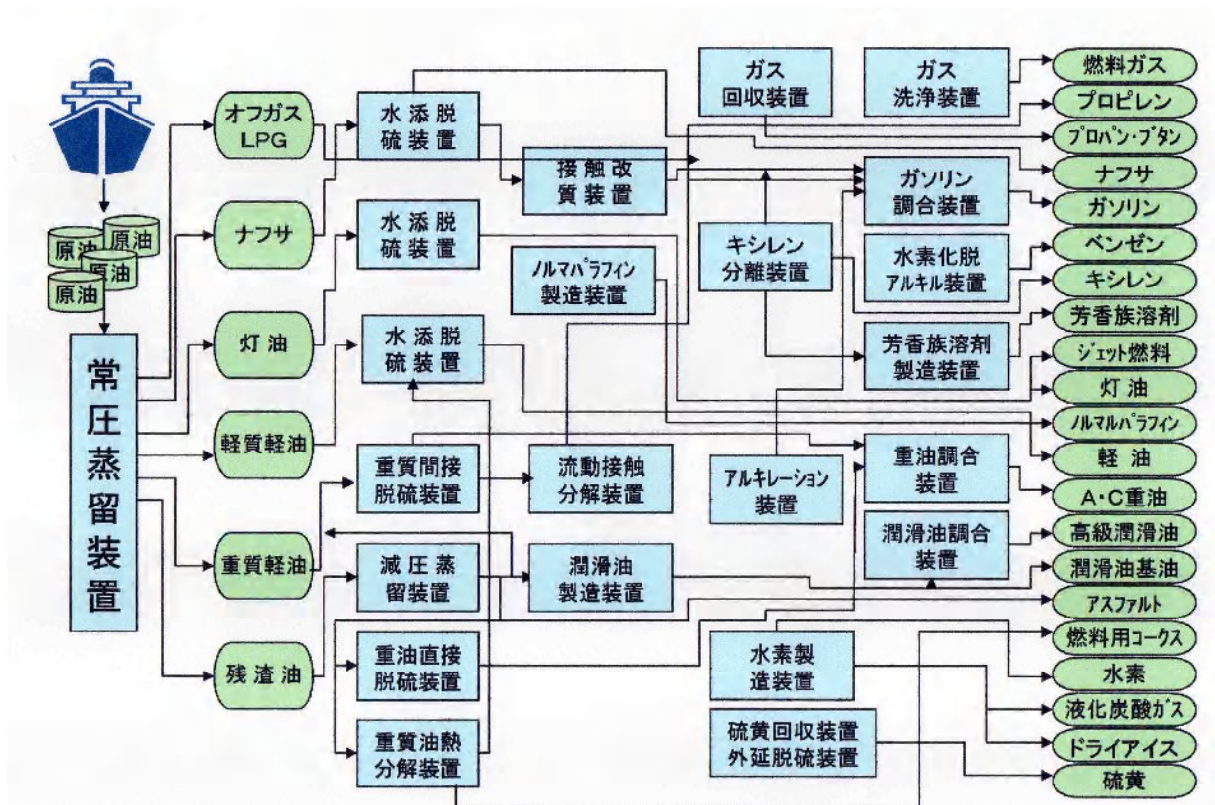 原油
原油
原油
原油
常圧蒸留装置
オフガス
LPG
ナフサ
灯油
軽質軽油
重質軽油
残渣油
水添脱
硫装置
水添脱
硫装置
水添脱
硫装置
重質間接
脱硫装置
減圧蒸
留装置
重油直接
脱硫装置
重質油熱
分解装置
接触改
質装置
ノルマパラフィン
製造装置
流動接触
分解装置
潤滑油
製造装置
ガス
回収装置
キシレン
分離装置
アルキレーション
装置
水素製
造装置
硫黄回収装置
外延脱硫装置
ガス
洗浄装置
ガソリン
調合装置
水素化脱
アルキル装置
芳香族溶剤
製造装置
重油調合
装置
潤滑油調合
装置
燃料ガス
プロピレン
プロパン・ブタン
ナフサ
ガソリン
ベンゼン
キシレン
芳香族溶剤
ジェット燃料
灯油
ノルマルパラフィン
軽油
A・C重油
高級潤滑油
潤滑油基油
アスファルト
燃料用コークス
水素
液化炭酸ガス
ドライアイス
硫黄